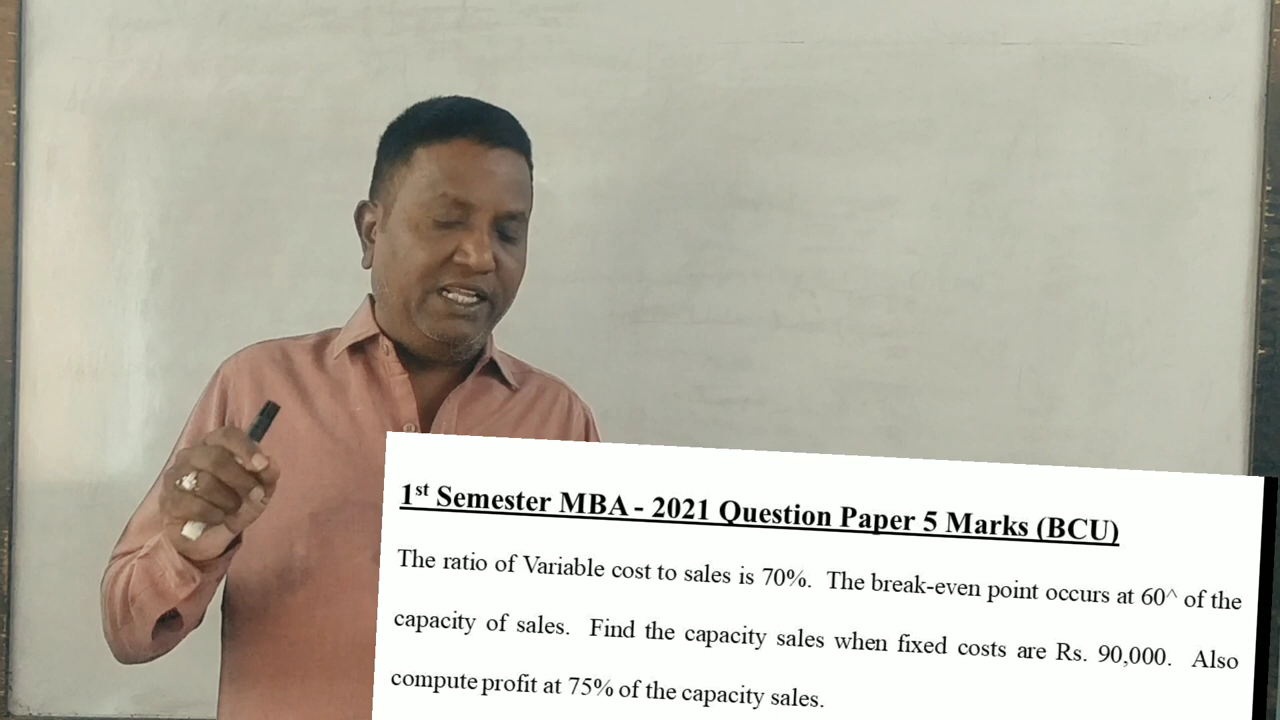 1st Semester MBA - 2021 Question Paper 5 Marks (BCU)
The ratio of Variable cost to sales is 70%. The break-even point occurs at 60^ of the
capacity of sales. Find the capacity sales when fixed costs are Rs. 90,000. Also
compute profit at 75% of the capacity sales.